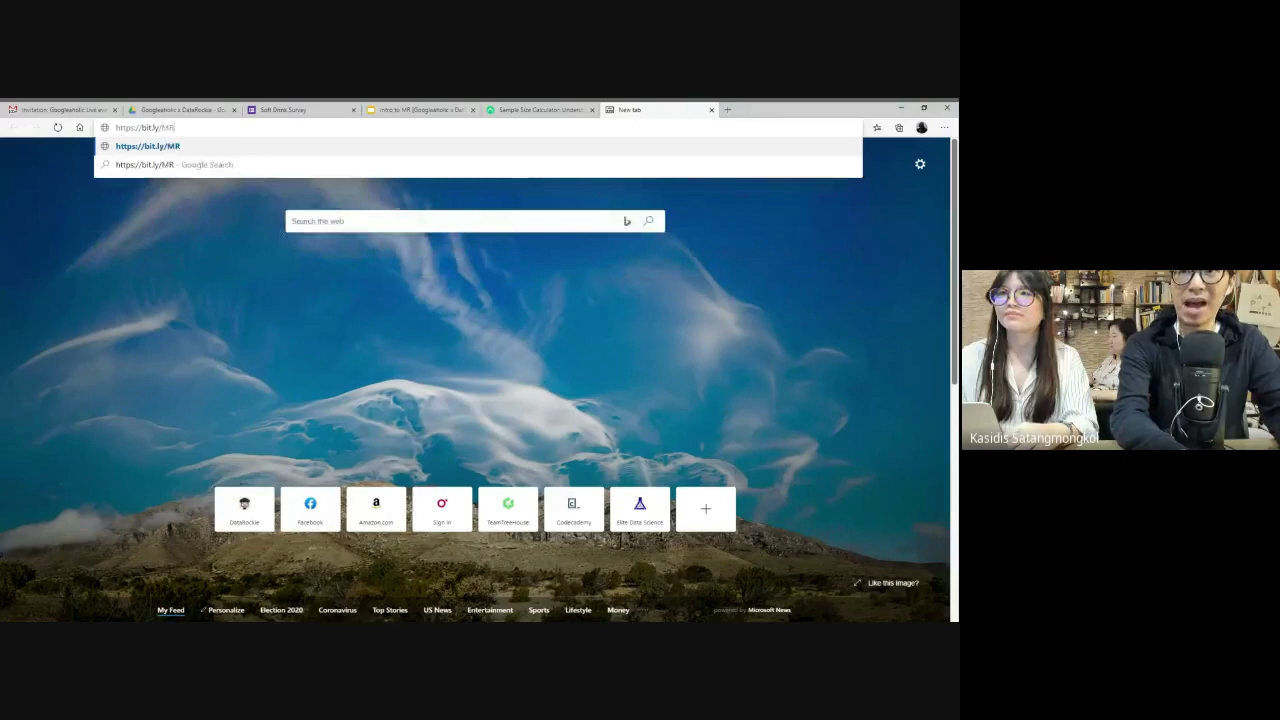 Invitation: Googleaholic Live ev
Googleaholic x DataRockie - Go
Soft Drink Survey
Intro to MR [Googleaholic x Da
Sample Size Calculator: Unders
New tab
https://bit.ly/MR
https://bit.ly/MR
https://bit.ly/MR - Google Search
Search the web
DataRockie
Facebook
Amazon.com
Sign in
TeamTreeHouse
Codecademy
Elite Data Science
Like this image?
My Feed
Personalize
Election 2020
Coronavirus
Top Stories
US News
Entertainment
Sports
Lifestyle
Money
powered by Microsoft News
Kasidis Satangmongkol